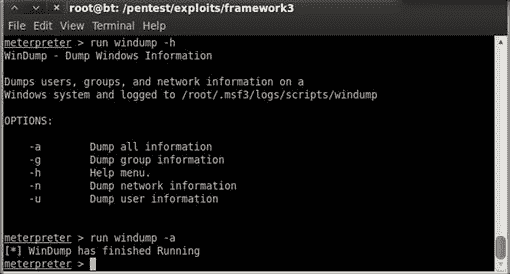 root@bt: /pentest/exploits/framework3
File Edit View Terminal Help
meterpreter > run windump -h
WinDump - Dump Windows Information
Dumps users, groups, and network information on a
Windows system and logged to /root/.msf3/logs/scripts/windump
OPTIONS:
-a Dump all information
-g Dump group information
-h Help menu.
-n Dump network information
-u Dump user information
meterpreter > run windump -a
[*] WinDump has finished Running
meterpreter >